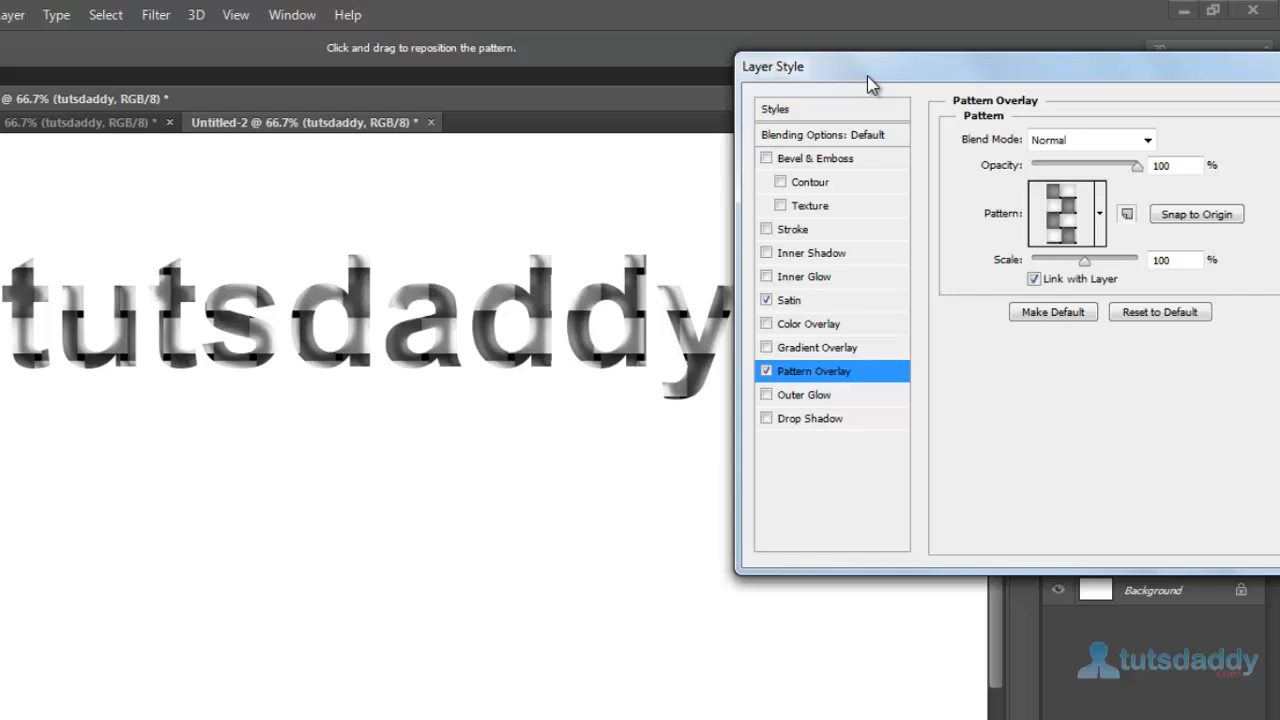 ayer Type Select Filter 3D View Window Help
Click and drag to reposition the pattern.
@ 66.7% (tutsdaddy, RGB/8) *
66.7% (tutsdaddy, RGB/8) * × Untitled-2 @ 66.7% (tutsdaddy, RGB/8) * ×
tutsdaddy
Layer Style
Styles
Blending Options: Default
Bevel & Emboss
Contour
Texture
Stroke
Inner Shadow
Inner Glow
Satin
Color Overlay
Gradient Overlay
Pattern Overlay
Outer Glow
Drop Shadow
Pattern Overlay
Pattern
Blend Mode: Normal
Opacity: 100 %
Pattern: Snap to Origin
Scale: 100 %
Link with Layer
Make Default Reset to Default
Background
tutsdaddy
.com